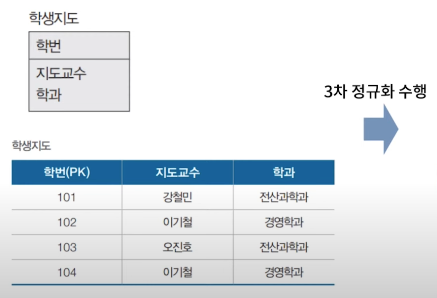 학생지도
학번
지도교수
학과
3차 정규화 수행
학생지도
학번(PK) 지도교수 학과
101 강철민 전산과학과
102 이기철 경영학과
103 오진호 전산과학과
104 이기철 경영학과